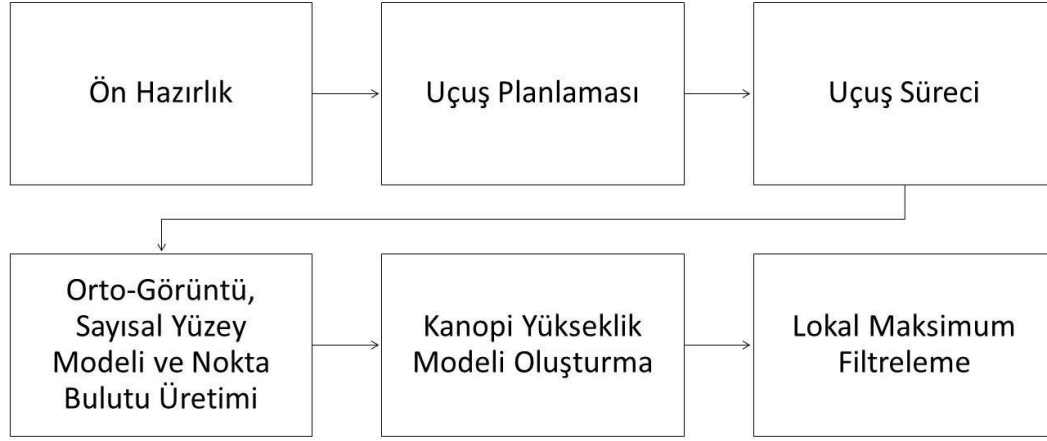 Ön Hazırlık
Uçuş Planlaması
Uçuş Süreci
Orto-Görüntü,
Sayısal Yüzey
Modeli ve Nokta
Bulutu Üretimi
Kanopi Yükseklik
Modeli Oluşturma
Lokal Maksimum
Filtreleme